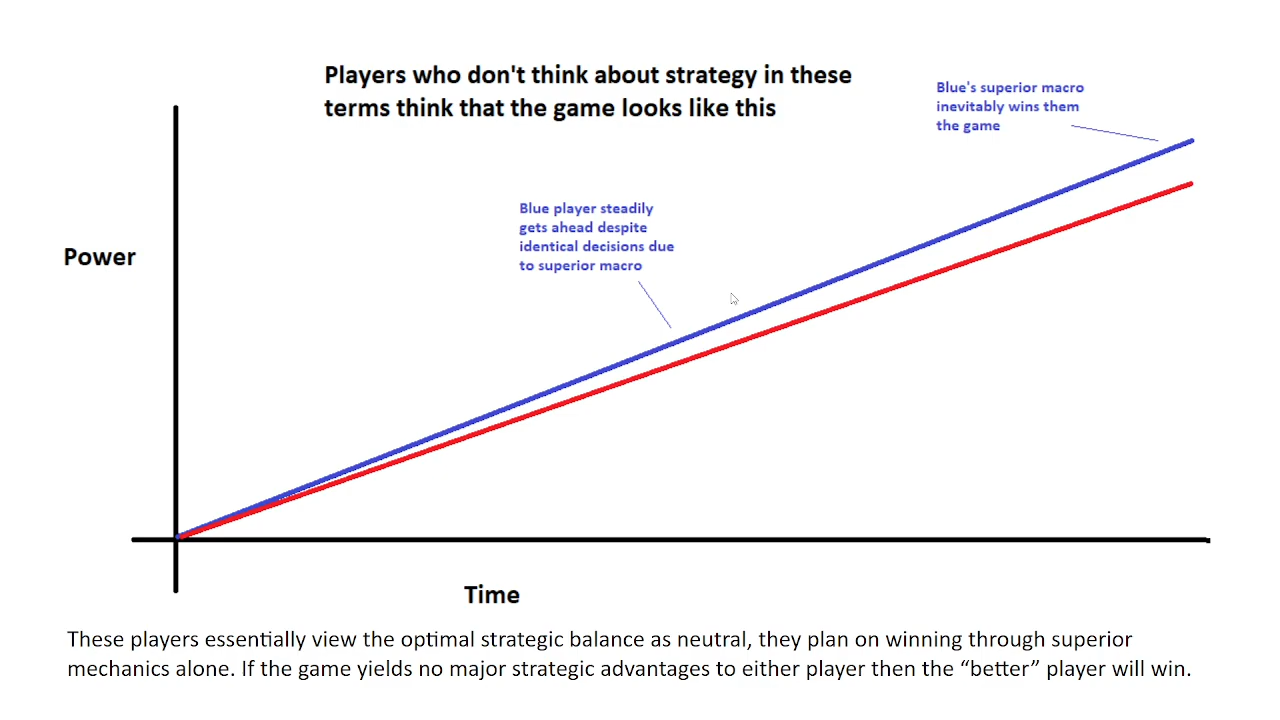 Players who don't think about strategy in these
terms think that the game looks like this
Blue's superior macro
inevitably wins them
the game
Blue player steadily
gets ahead despite
identical decisions due
to superior macro
Power
Time
These players essentially view the optimal strategic balance as neutral, they plan on winning through superior
mechanics alone. If the game yields no major strategic advantages to either player then the “better” player will win.